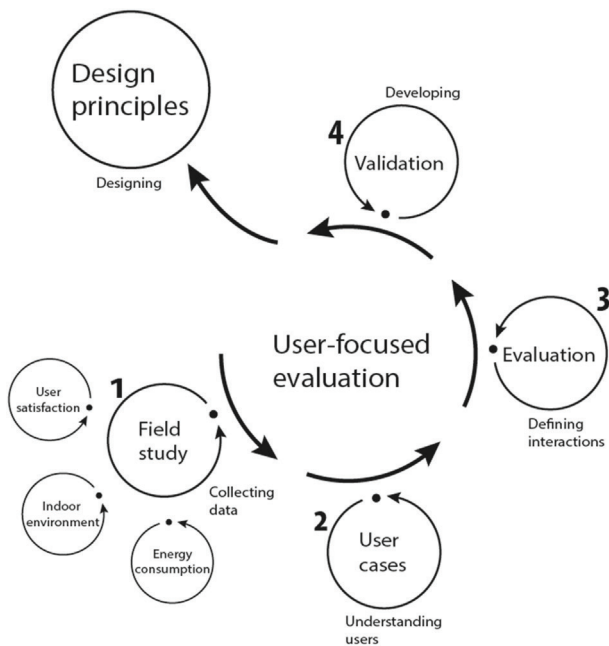 Design
principles
Designing
Developing
4
Validation
3
Evaluation
Defining
interactions
User-focused
evaluation
User
satisfaction
1
Field
study
Collecting
data
Indoor
environment
Energy
consumption
2
User
cases
Understanding
users